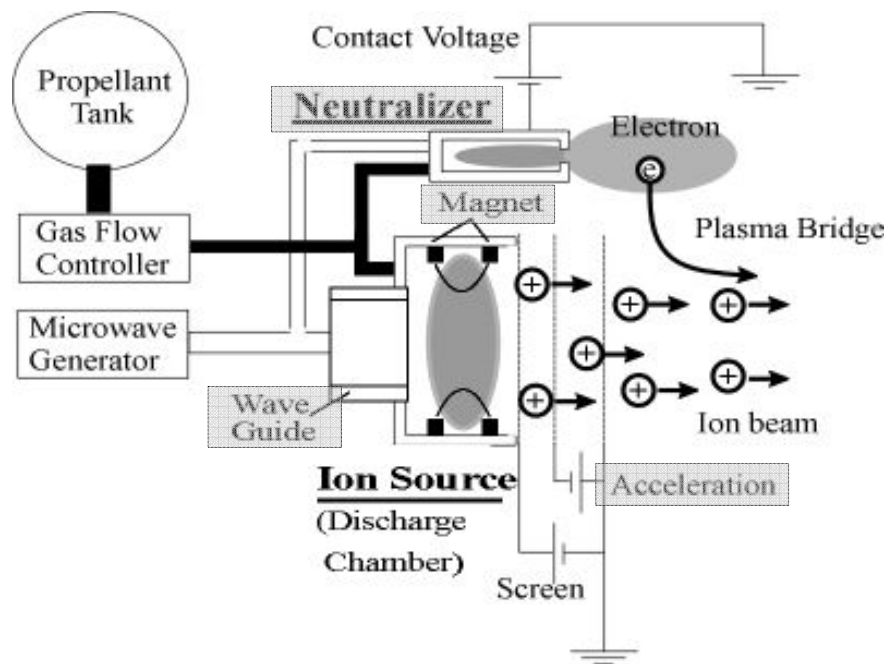 Contact Voltage
Propellant
Tank
Neutralizer
Electron
e
Magnet
Plasma Bridge
Gas Flow
Controller
Microwave
Generator
+
+
+
+
+
+
+
Wave
Guide
Ion beam
Ion Source
(Discharge
Chamber)
Acceleration
Screen